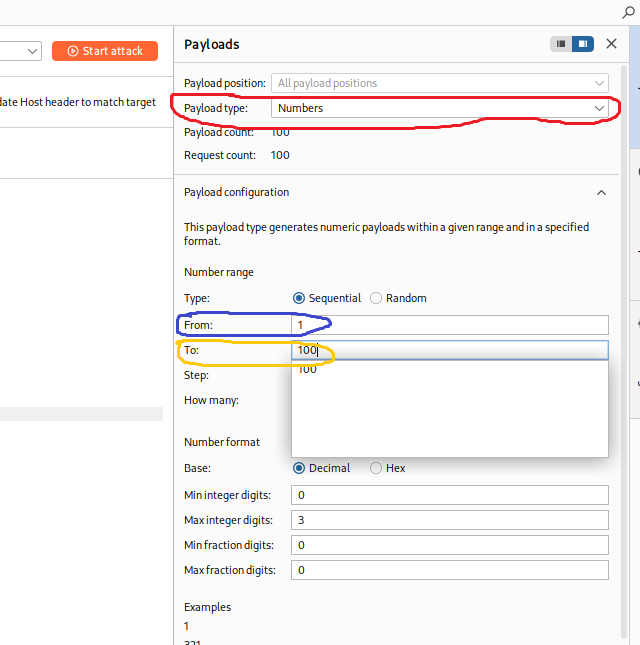 Payloads
Start attack
Payload position: All payload positions
date Host header to match target
Payload type: Numbers
Payload count: 100
Request count: 100
Payload configuration
This payload type generates numeric payloads within a given range and in a specified
format.
Number range
Type: Sequential Random
From: 1
To: 100
100
Step:
How many:
Number format
Base: Decimal Hex
Min integer digits: 0
Max integer digits: 3
Min fraction digits: 0
Max fraction digits: 0
Examples
1
321